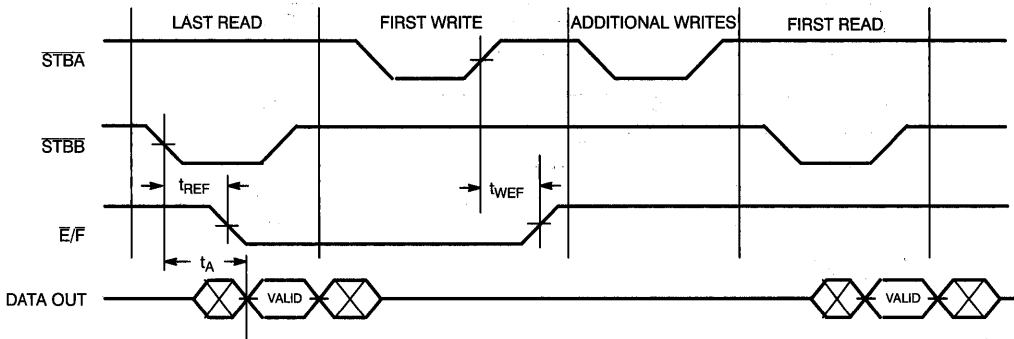 LAST READ
FIRST WRITE
ADDITIONAL WRITES
FIRST READ
STBA
STBB
tREF
tWEF
E/F
tA
DATA OUT
VALID
VALID